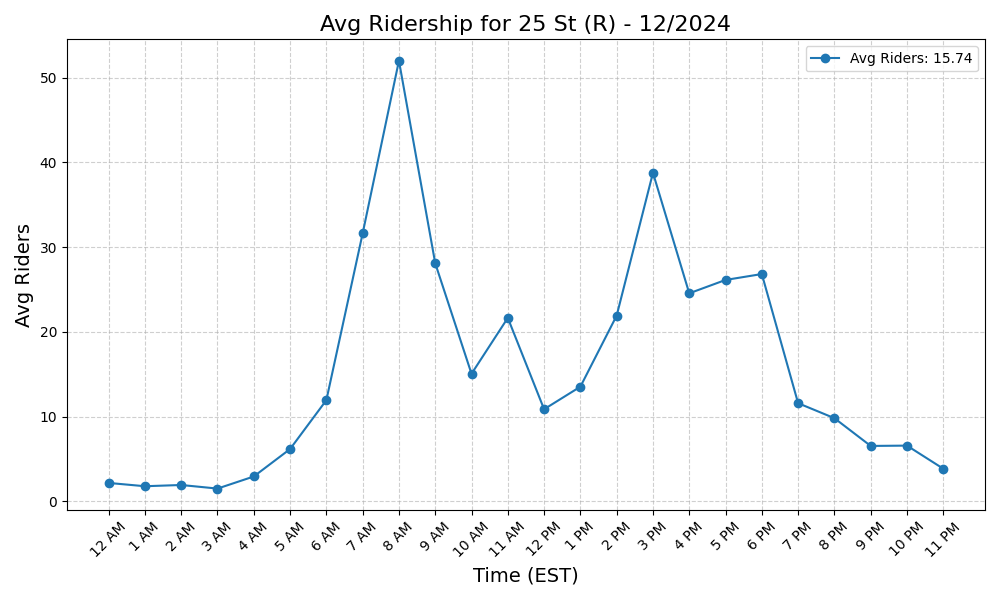 Avg Ridership for 25 St (R) - 12/2024
Avg Riders: 15.74
Avg Riders
50
40
30
20
10
0
12 AM
1 AM
2 AM
3 AM
4 AM
5 AM
6 AM
7 AM
8 AM
9 AM
10 AM
11 AM
12 PM
1 PM
2 PM
3 PM
4 PM
5 PM
6 PM
7 PM
8 PM
9 PM
10 PM
11 PM
Time (EST)